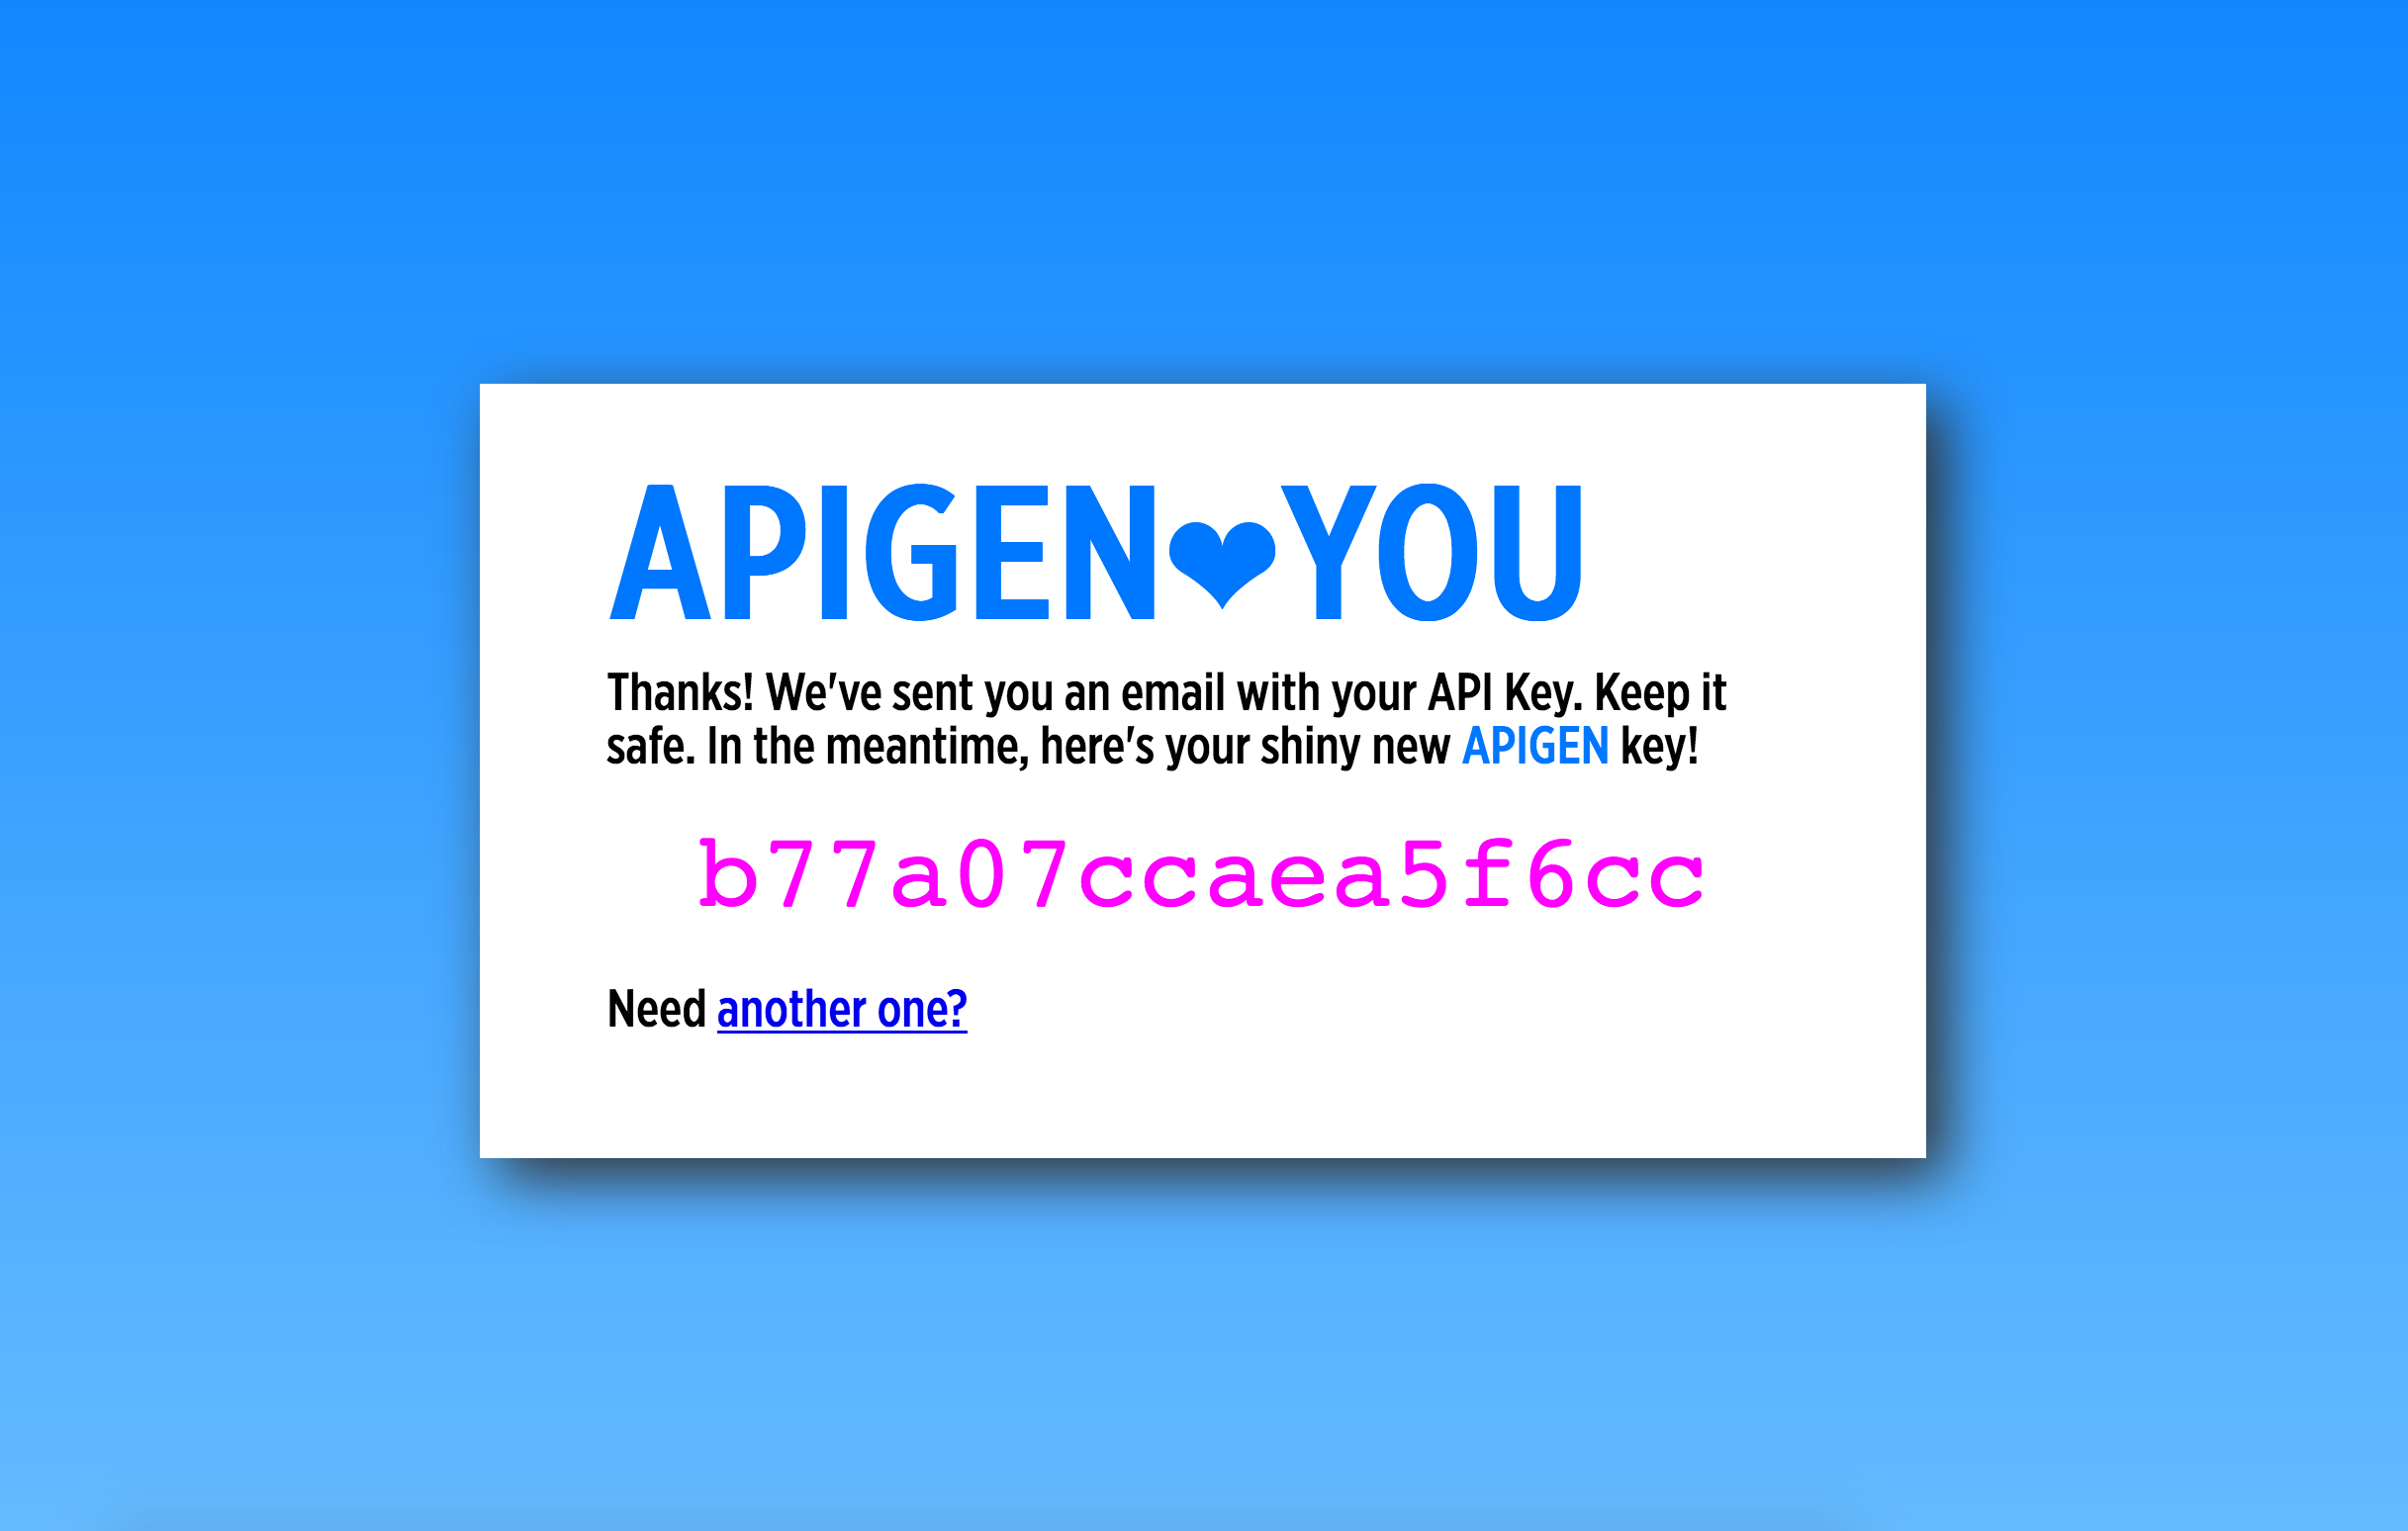 APIGEN❤YOU
Thanks! We've sent you an email with your API Key. Keep it
safe. In the meantime, here's your shiny new APIGEN key!
b77a07ccaea5f6cc
Need another one?